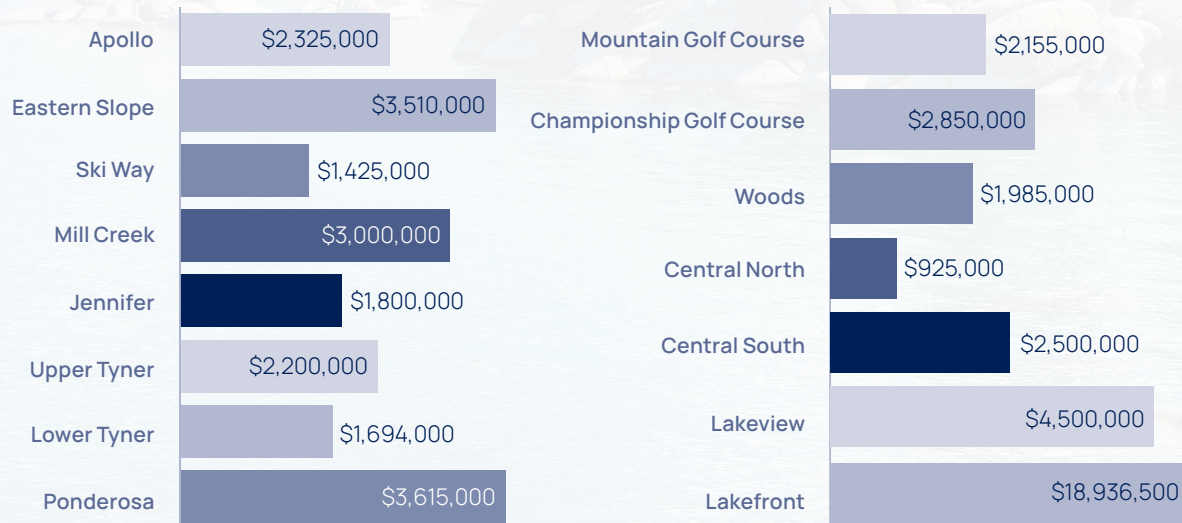 Apollo $2,325,000
Eastern Slope $3,510,000
Ski Way $1,425,000
Mill Creek $3,000,000
Jennifer $1,800,000
Upper Tyner $2,200,000
Lower Tyner $1,694,000
Ponderosa $3,615,000
Mountain Golf Course $2,155,000
Championship Golf Course $2,850,000
Woods $1,985,000
Central North $925,000
Central South $2,500,000
Lakeview $4,500,000
Lakefront $18,936,500